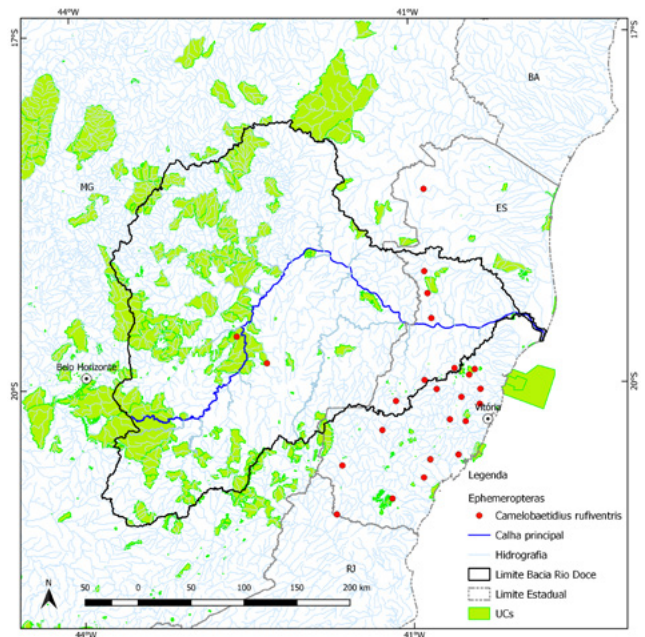 44°W 41°W
17°S 17°S
BA
MG
ES
Belo Horizonte
20°S 20°S
Vitória
Legenda
Ephemeropteras
Camelobaetidius rufiventris
Calha principal
Hidrografia
RJ
Limite Bacia Rio Doce
N
50 0 50 100 150 200 km
Limite Estadual
UCs
44°W 41°W